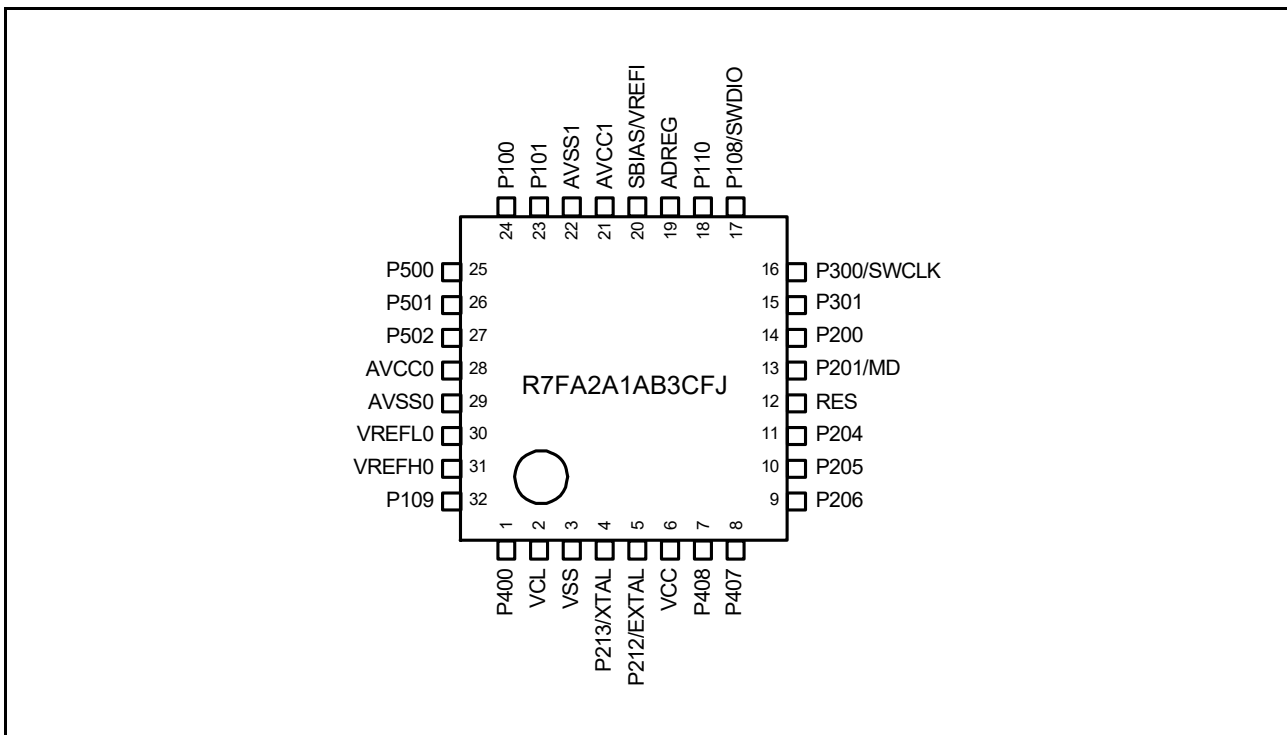 P100
P101
AVSS1
AVCC1
SBIAS/VREFI
ADREG
P110
P108/SWDIO
24
23
22
21
20
19
18
17
P500 25
P501 26
P502 27
AVCC0 28
AVSS0 29
VREFL0 30
VREFH0 31
P109 32
R7FA2A1AB3CFJ
16 P300/SWCLK
15 P301
14 P200
13 P201/MD
12 RES
11 P204
10 P205
9 P206
1
2
3
4
5
6
7
8
P400
VCL
VSS
P213/XTAL
P212/EXTAL
VCC
P408
P407